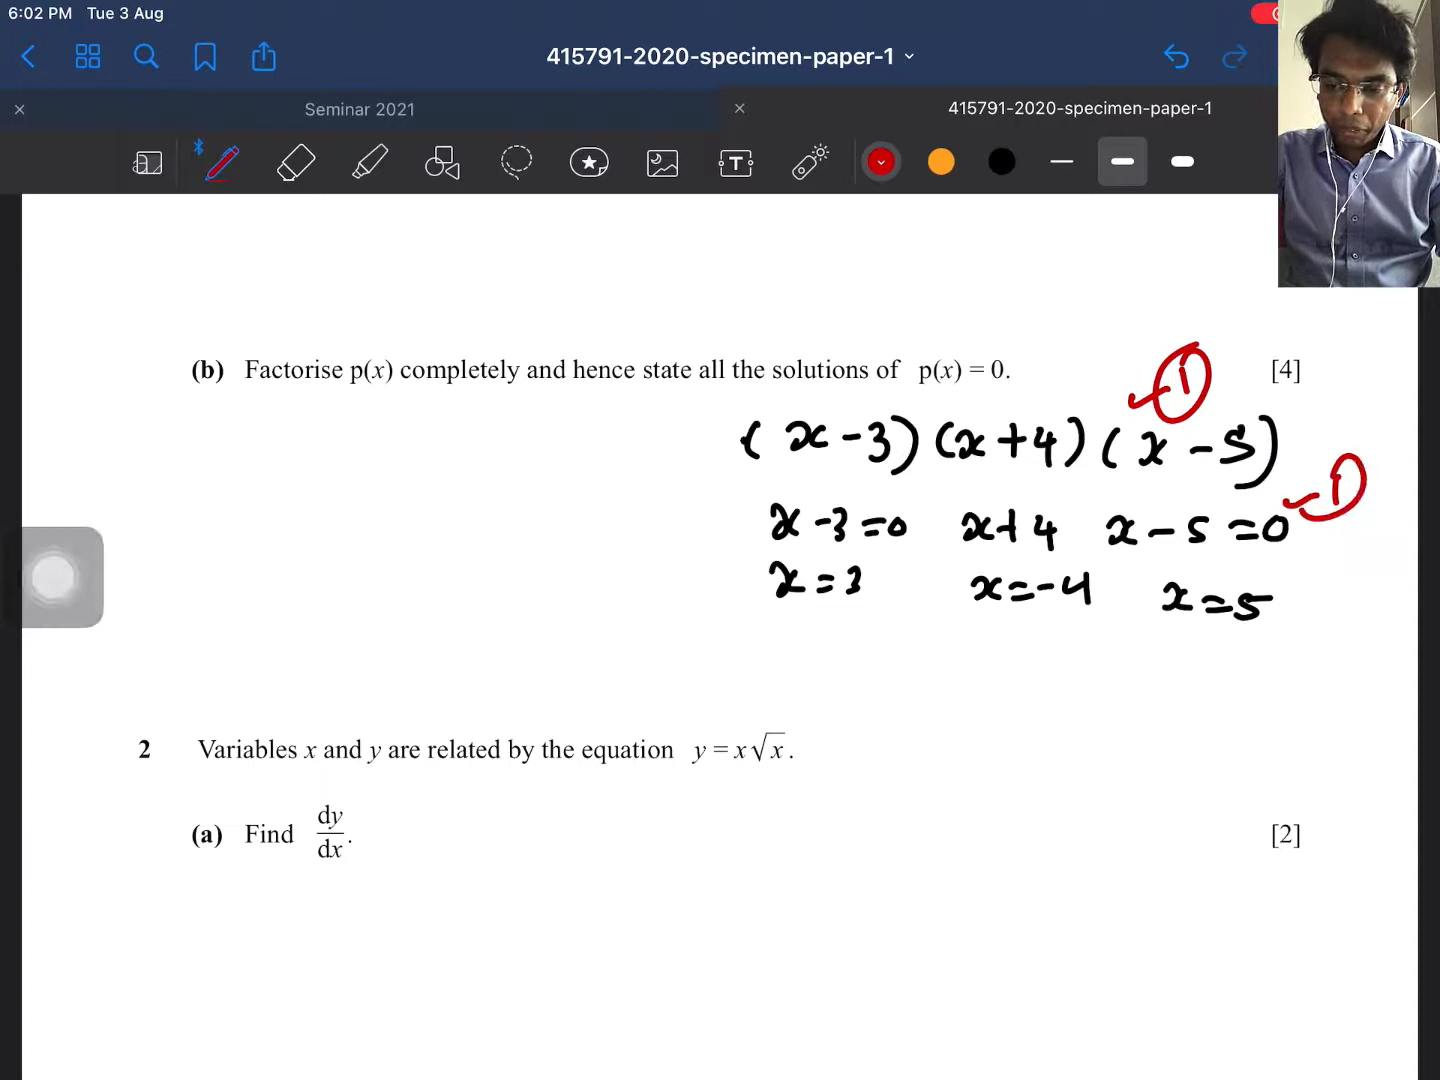 6:02 PM Tue 3 Aug
415791-2020-specimen-paper-1
Seminar 2021
415791-2020-specimen-paper-1
(b) Factorise p(x) completely and hence state all the solutions of p(x) = 0. [4]
(x - 3) (x + 4) (x - 5) 1
x - 3 = 0 x + 4 x - 5 = 0 1
x = 3 x = -4 x = 5
2 Variables x and y are related by the equation y = x√x.
(a) Find dy/dx. [2]